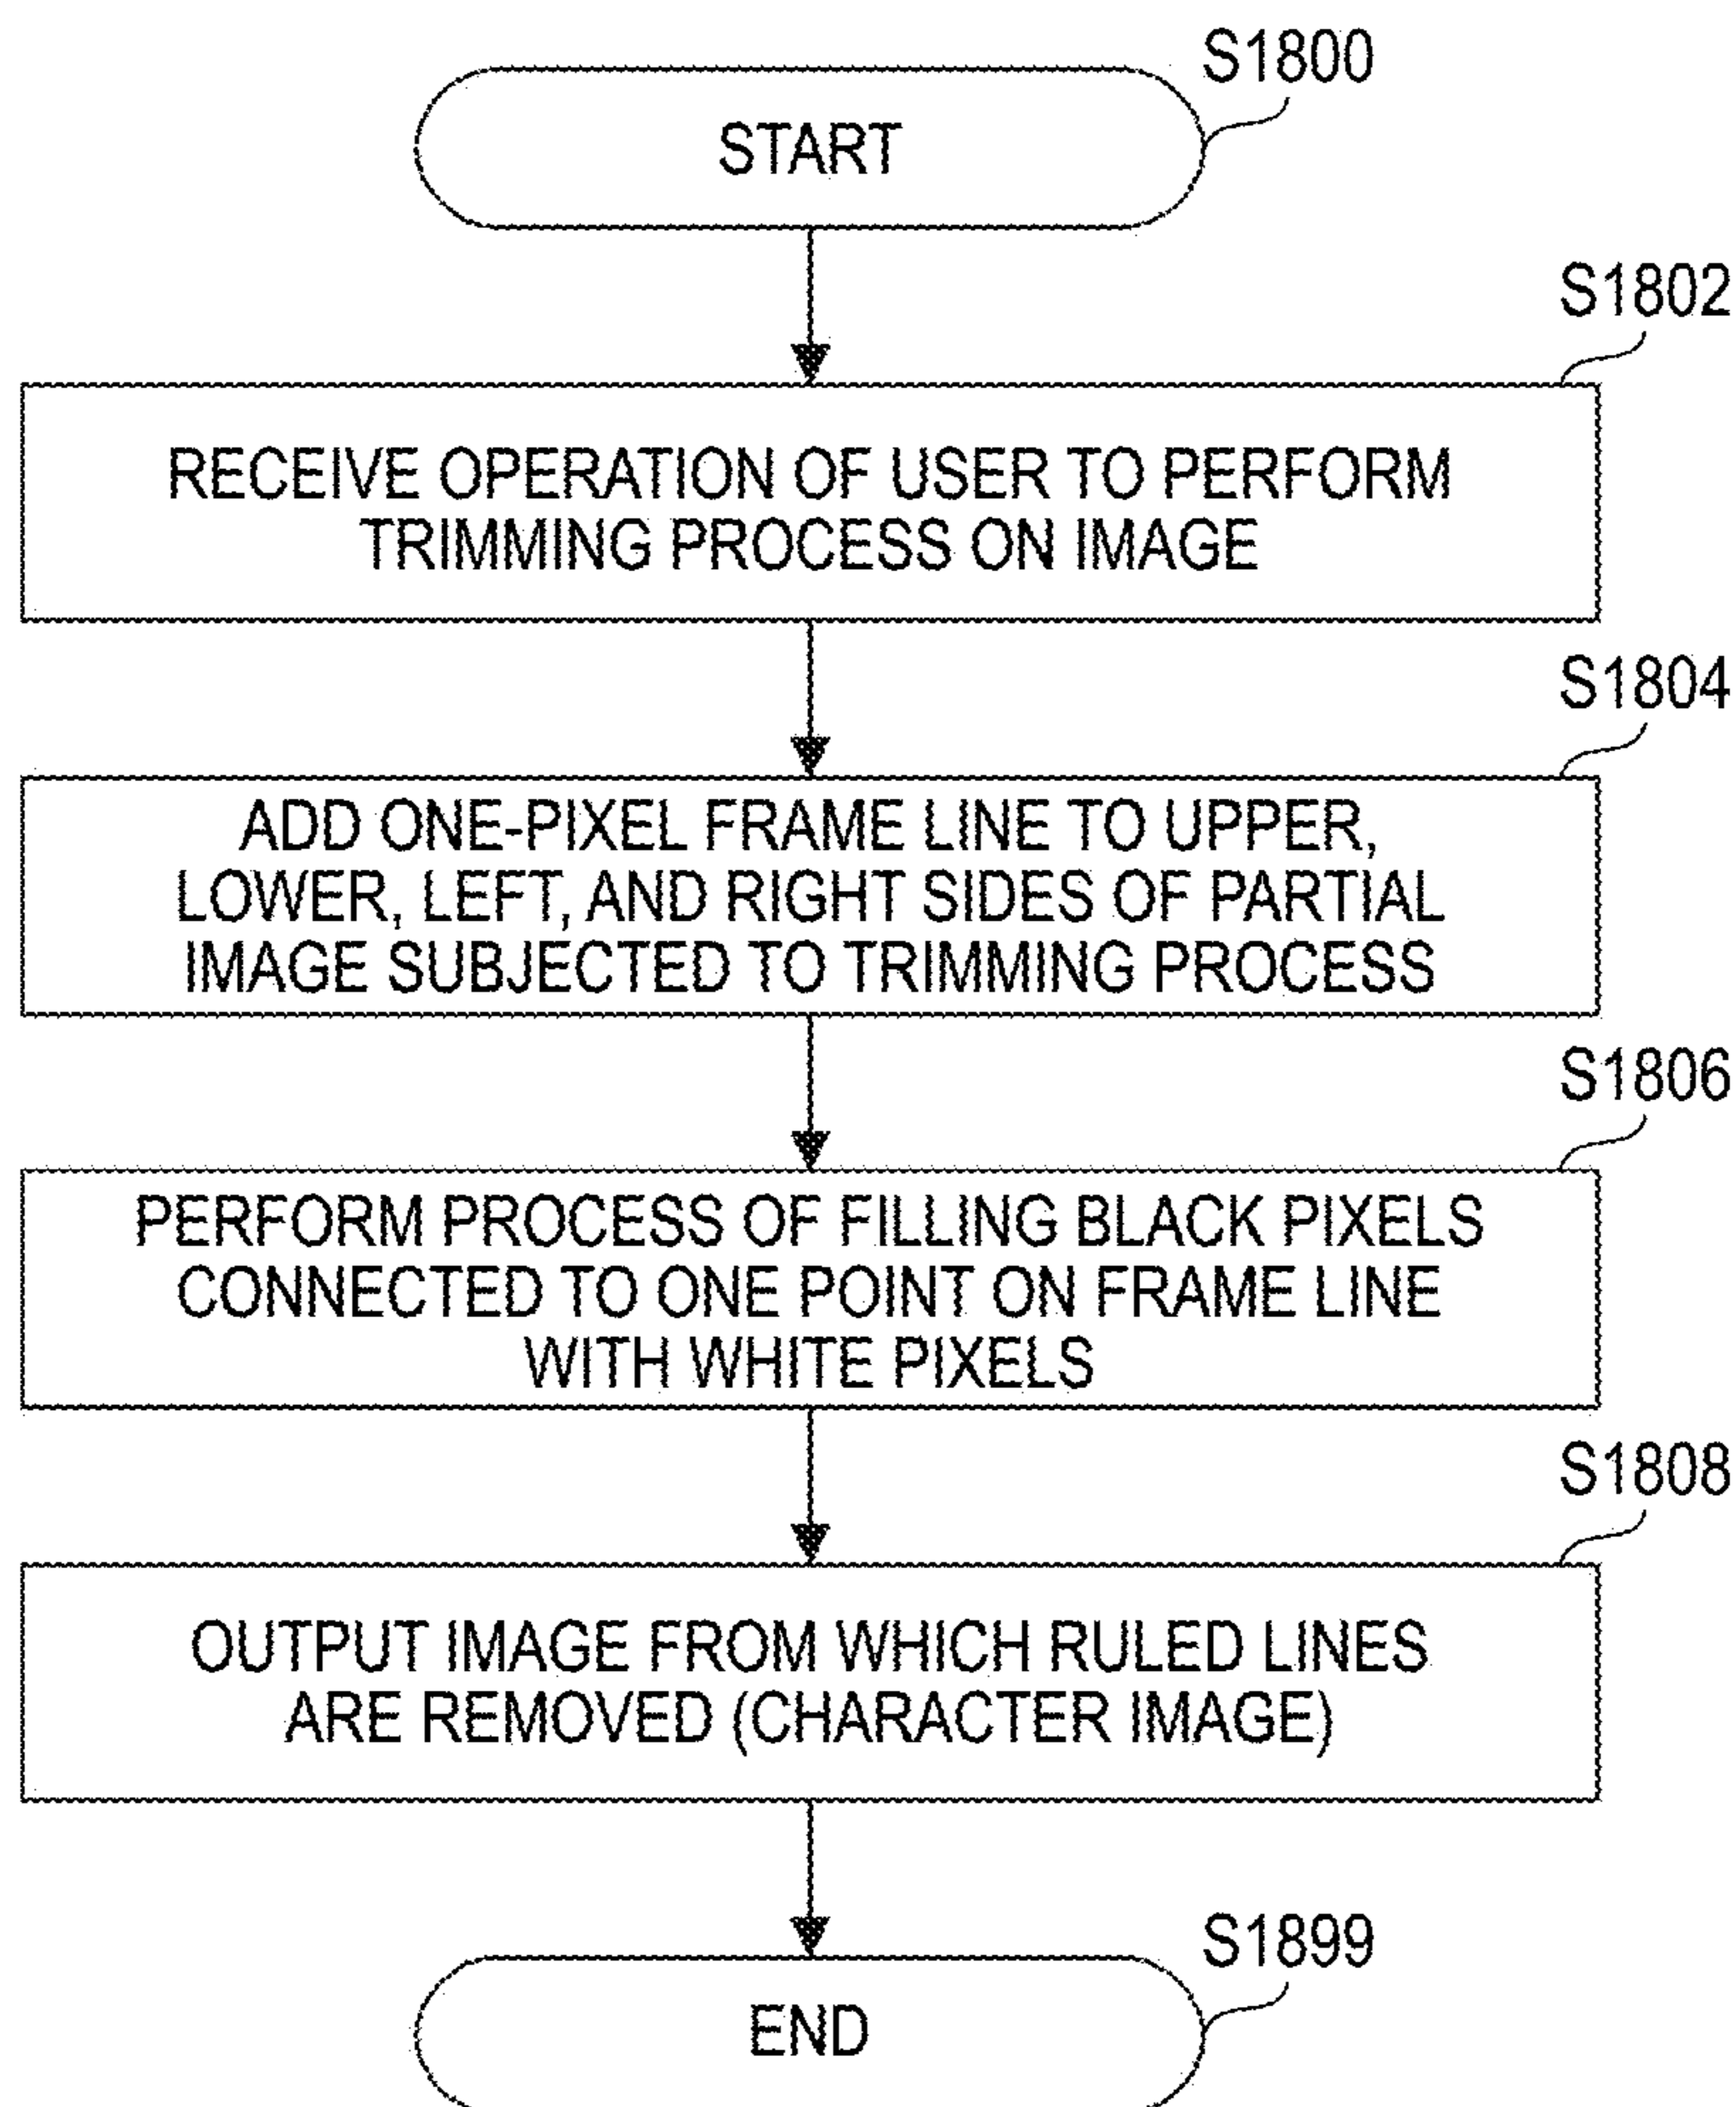 S1800
START
S1802
RECEIVE OPERATION OF USER TO PERFORM
TRIMMING PROCESS ON IMAGE
S1804
ADD ONE-PIXEL FRAME LINE TO UPPER,
LOWER, LEFT, AND RIGHT SIDES OF PARTIAL
IMAGE SUBJECTED TO TRIMMING PROCESS
S1806
PERFORM PROCESS OF FILLING BLACK PIXELS
CONNECTED TO ONE POINT ON FRAME LINE
WITH WHITE PIXELS
S1808
OUTPUT IMAGE FROM WHICH RULED LINES
ARE REMOVED (CHARACTER IMAGE)
S1899
END